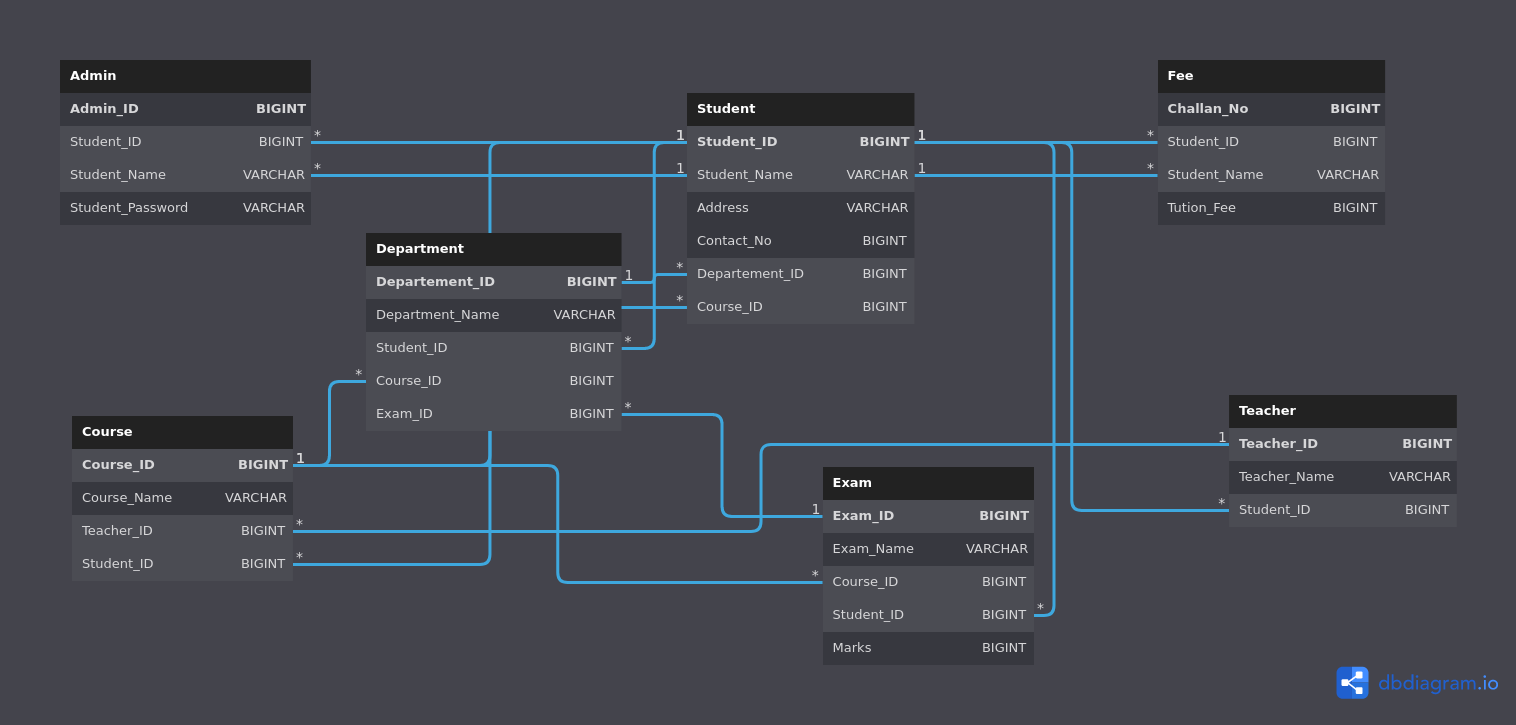 Admin
Admin_ID BIGINT
Student_ID BIGINT *
Student_Name VARCHAR *
Student_Password VARCHAR
Student
1 Student_ID BIGINT 1
1 Student_Name VARCHAR 1
Address VARCHAR
Contact_No BIGINT
* Departement_ID BIGINT
* Course_ID BIGINT
Fee
Challan_No BIGINT
* Student_ID BIGINT
* Student_Name VARCHAR
Tution_Fee BIGINT
Department
Departement_ID BIGINT 1
Department_Name VARCHAR
Student_ID BIGINT *
* Course_ID BIGINT
Exam_ID BIGINT *
Course
Course_ID BIGINT 1
Course_Name VARCHAR
Teacher_ID BIGINT *
Student_ID BIGINT *
Exam
1 Exam_ID BIGINT
Exam_Name VARCHAR
* Course_ID BIGINT
Student_ID BIGINT *
Marks BIGINT
Teacher
1 Teacher_ID BIGINT
Teacher_Name VARCHAR
* Student_ID BIGINT
dbdiagram.io